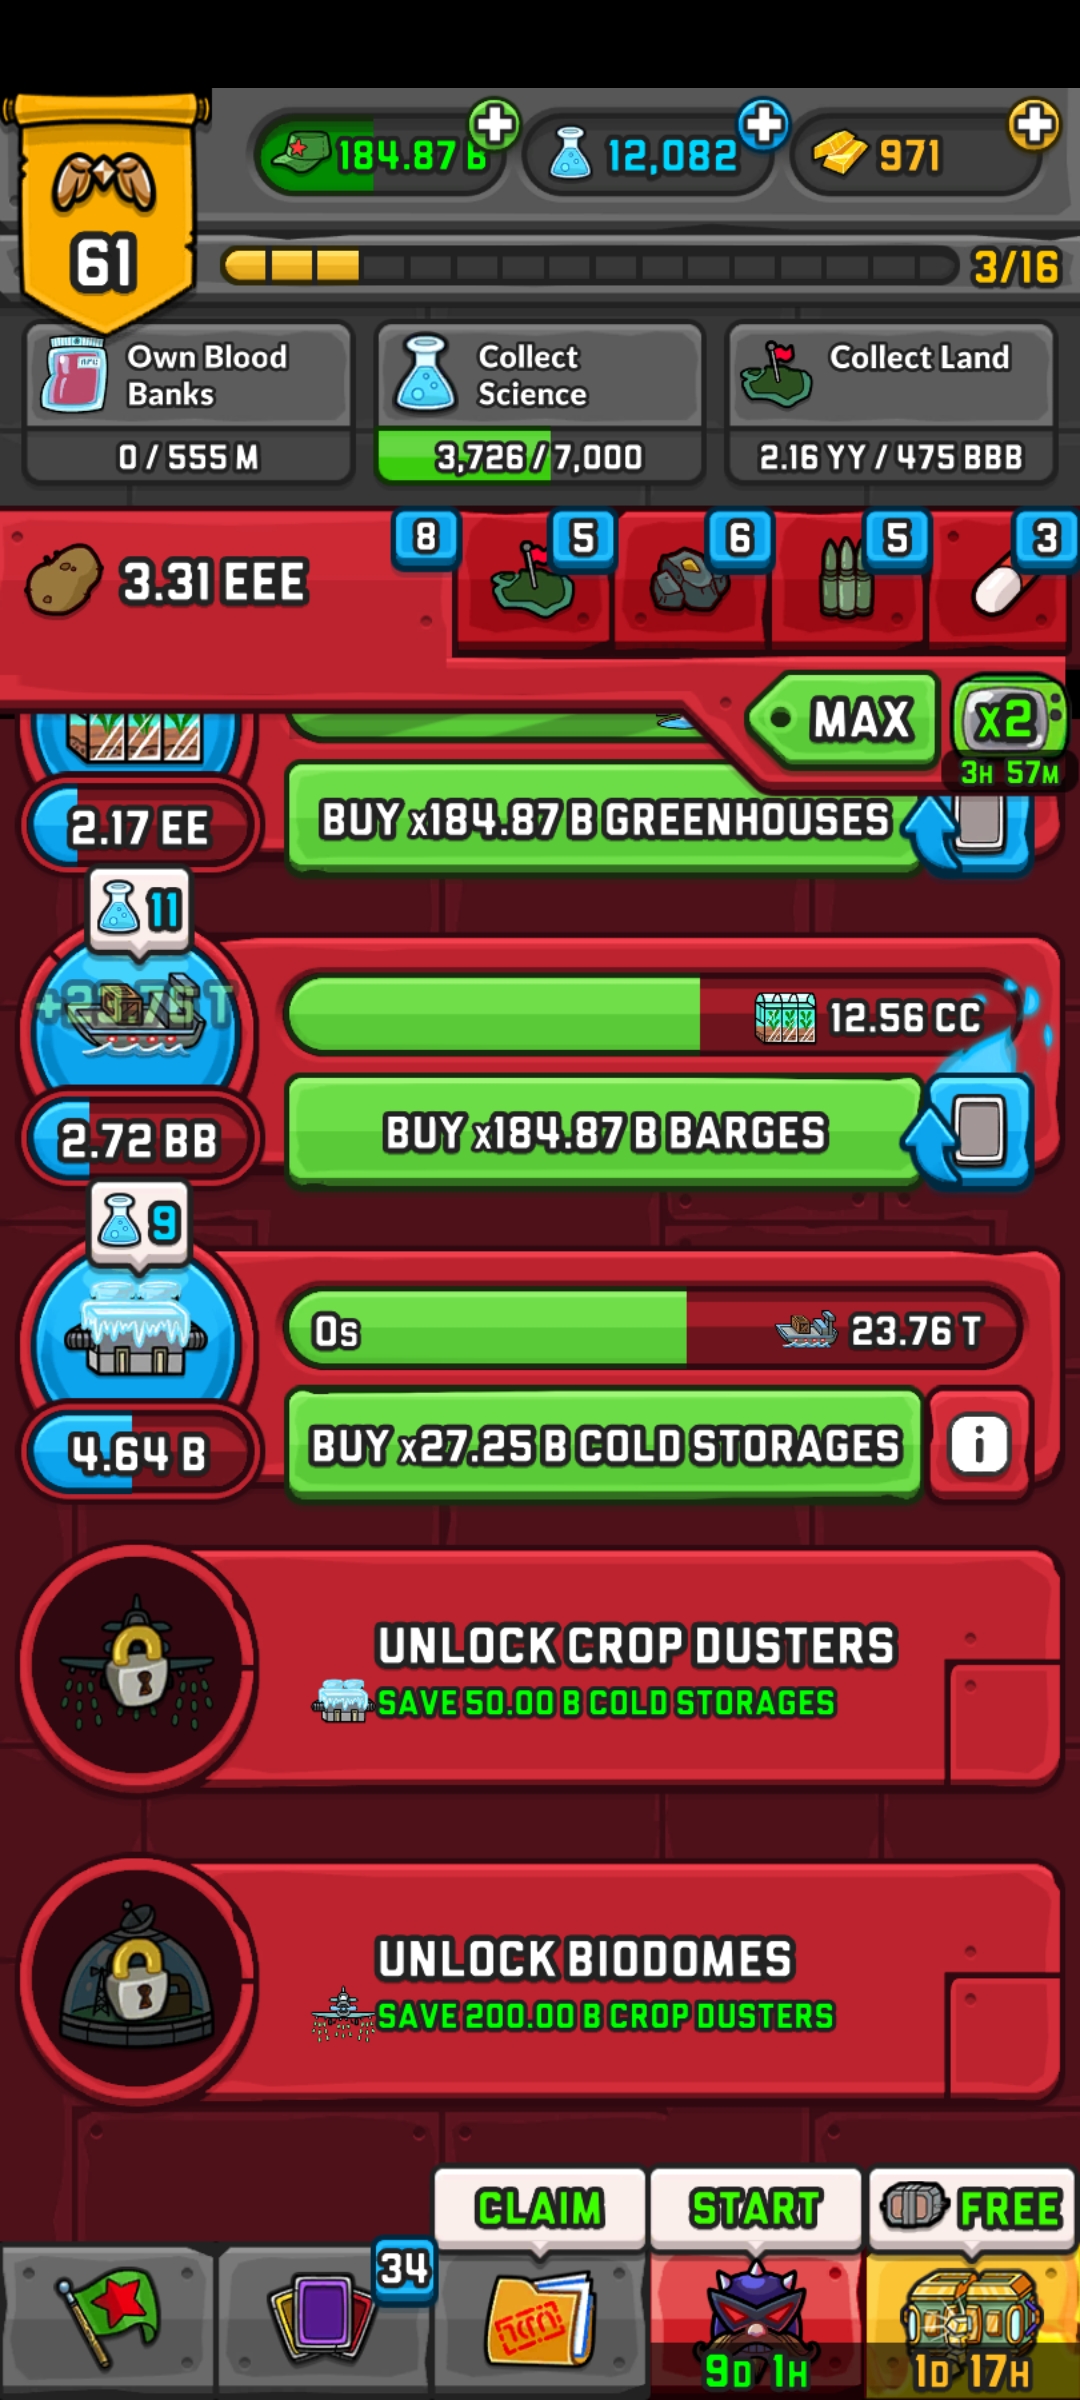 184.87 B
12,082
971
61
3/16
Own Blood
Banks
0 / 555 M
Collect
Science
3,726 / 7,000
Collect Land
2.16 YY / 475 BBB
3.31 EEE
8
5
6
5
3
MAX
x2
3H 57M
2.17 EE
BUY x184.87 B GREENHOUSES
11
+23.75 T
12.56 CC
2.72 BB
BUY x184.87 B BARGES
9
0s
23.76 T
4.64 B
BUY x27.25 B COLD STORAGES
i
UNLOCK CROP DUSTERS
SAVE 50.00 B COLD STORAGES
UNLOCK BIODOMES
SAVE 200.00 B CROP DUSTERS
CLAIM
START
FREE
34
9D 1H
1D 17H